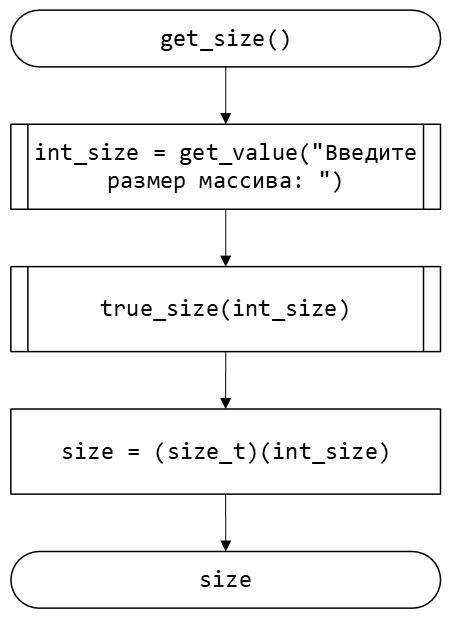 get_size()
int_size = get_value("Введите
размер массива: ")
true_size(int_size)
size = (size_t)(int_size)
size